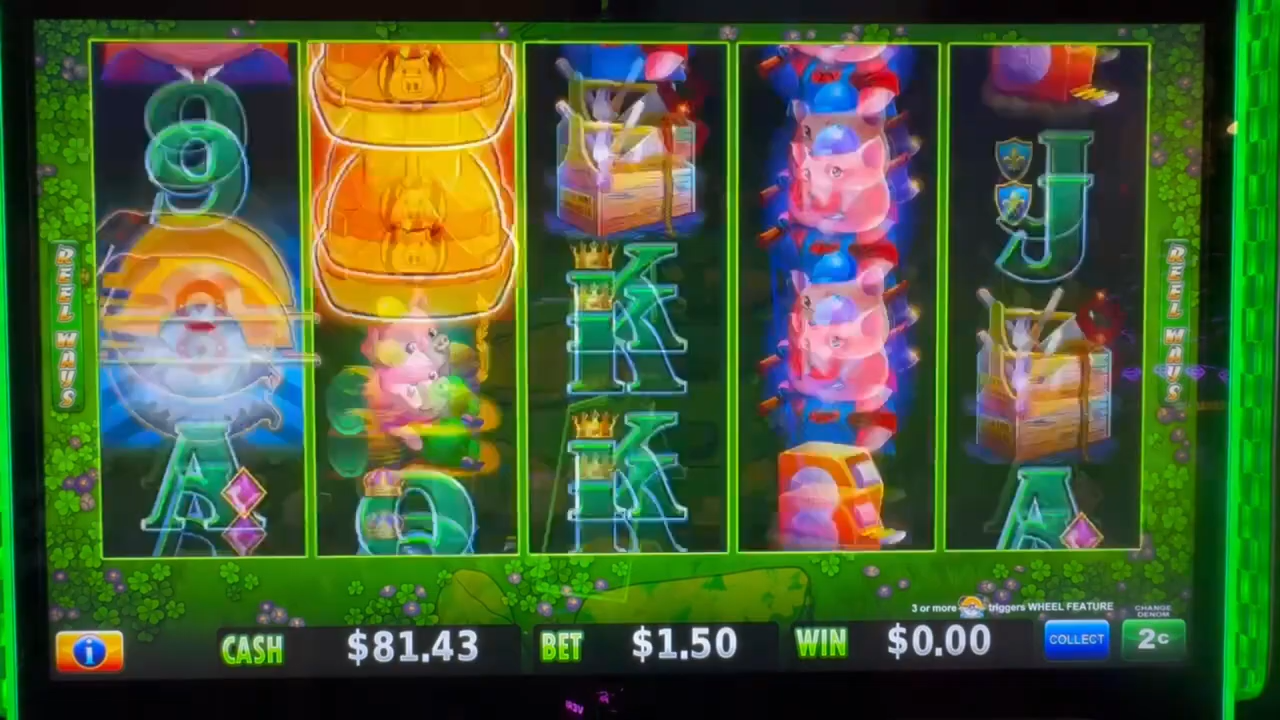 9
A
Q
K
K
J
A
REEL WAYS
REEL WAYS
3 or more triggers WHEEL FEATURE
CHANGE DENOM
CASH $81.43 BET $1.50 WIN $0.00 COLLECT 2¢